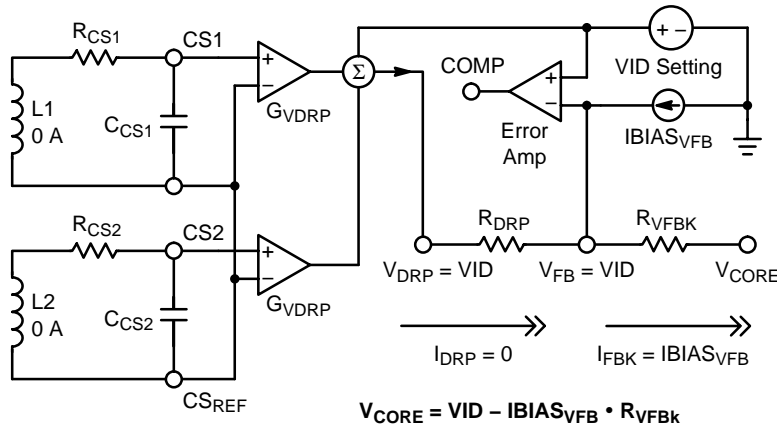 R_CS1
CS1
+
−
G_VDRP
L1
0 A
C_CS1
Σ
COMP
+
−
Error
Amp
+ −
VID Setting
IBIAS_VFB
R_CS2
CS2
+
−
G_VDRP
L2
0 A
C_CS2
CS_REF
R_DRP
R_VFBK
V_DRP = VID
V_FB = VID
V_CORE
I_DRP = 0
I_FBK = IBIAS_VFB
V_CORE = VID – IBIAS_VFB • R_VFBk